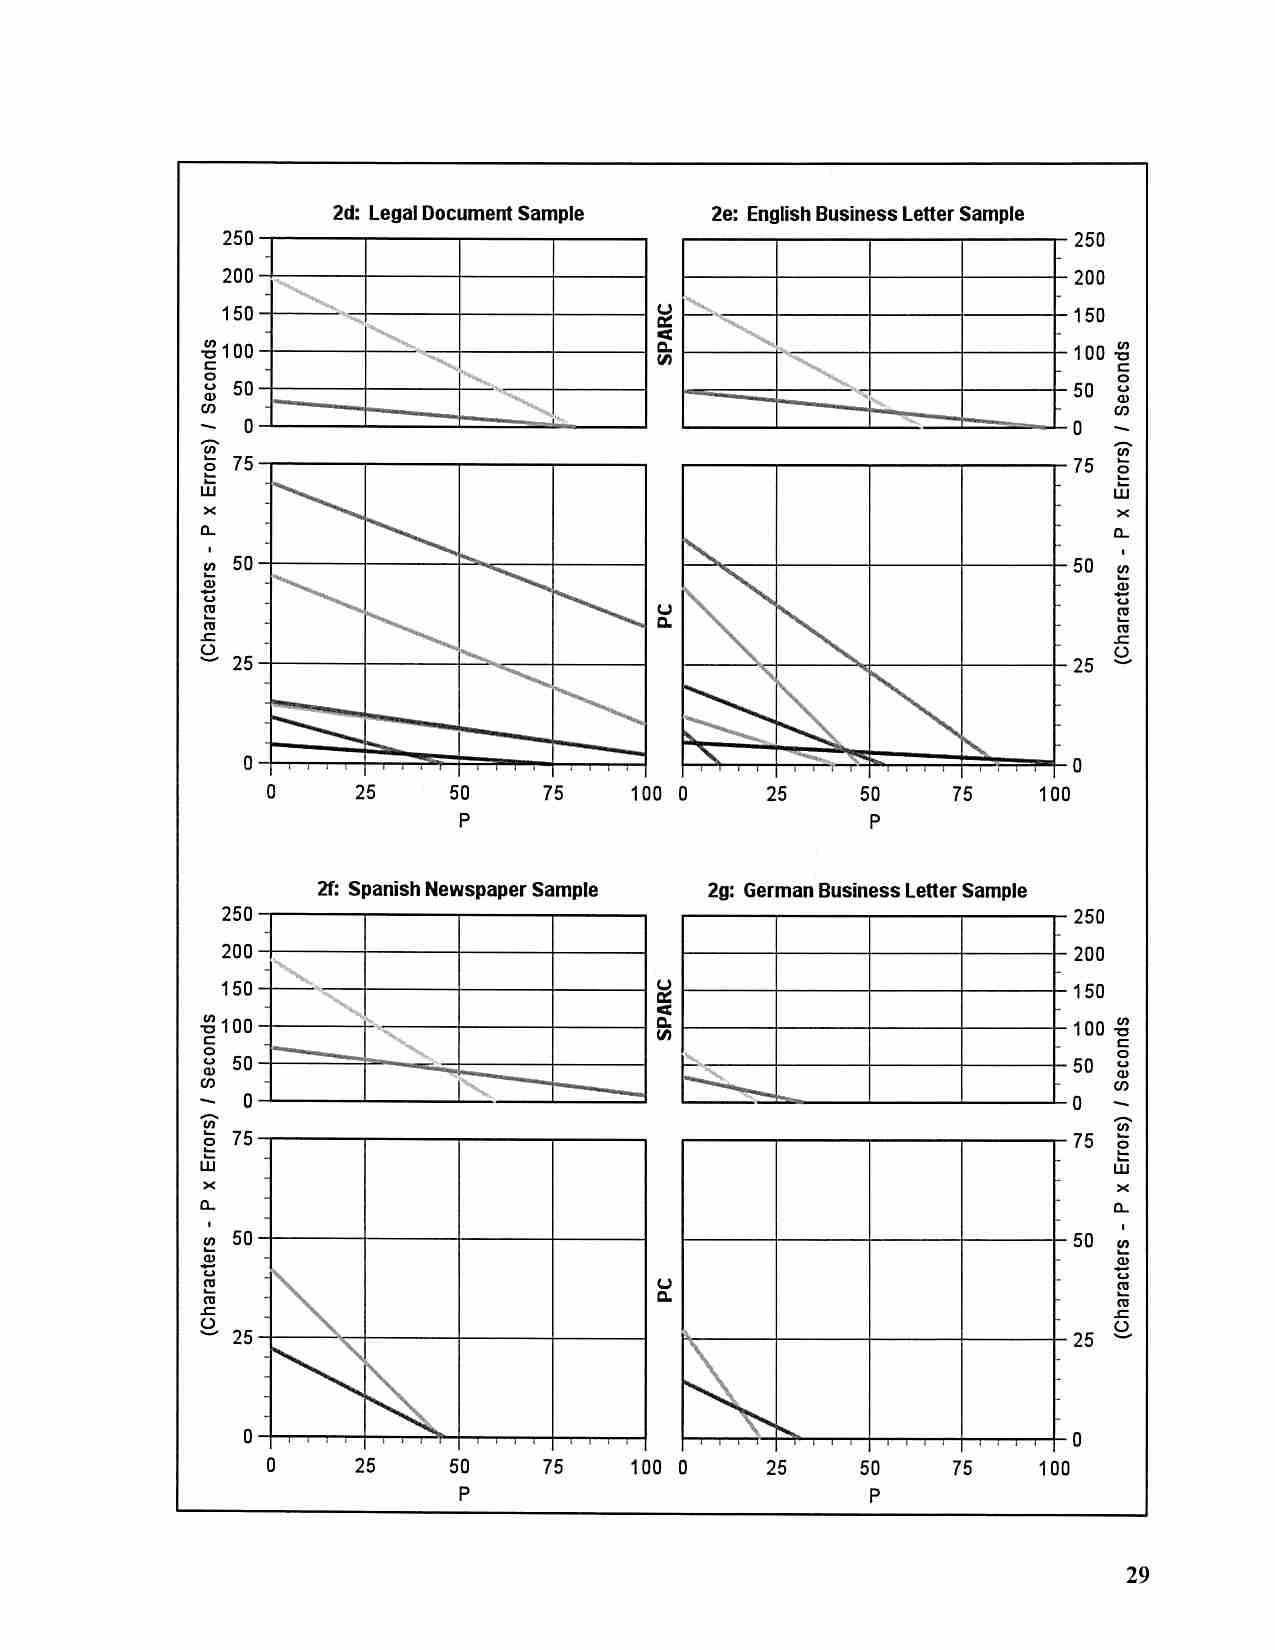 2d: Legal Document Sample
2e: English Business Letter Sample
250
200
150
100
50
0
SPARC
250
200
150
100
50
0
75
50
25
0
PC
75
50
25
0
(Characters - P x Errors) / Seconds
(Characters - P x Errors) / Seconds
0 25 50 75 100
0 25 50 75 100
P
P
2f: Spanish Newspaper Sample
2g: German Business Letter Sample
250
200
150
100
50
0
SPARC
250
200
150
100
50
0
75
50
25
0
PC
75
50
25
0
(Characters - P x Errors) / Seconds
(Characters - P x Errors) / Seconds
0 25 50 75 100
0 25 50 75 100
P
P
29